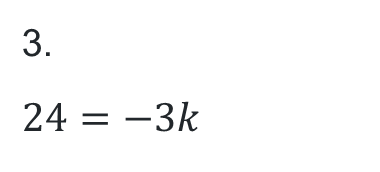 3.
24 = −3k